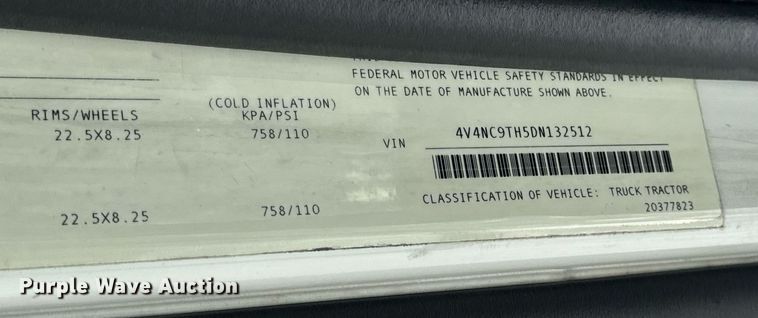 FEDERAL MOTOR VEHICLE SAFETY STANDARDS IN EFFECT
ON THE DATE OF MANUFACTURE SHOWN ABOVE.
RIMS/WHEELS
(COLD INFLATION)
KPA/PSI
22.5X8.25
758/110
VIN
4V4NC9TH5DN132512
CLASSIFICATION OF VEHICLE: TRUCK TRACTOR
20377823
22.5X8.25
758/110
Purple Wave Auction